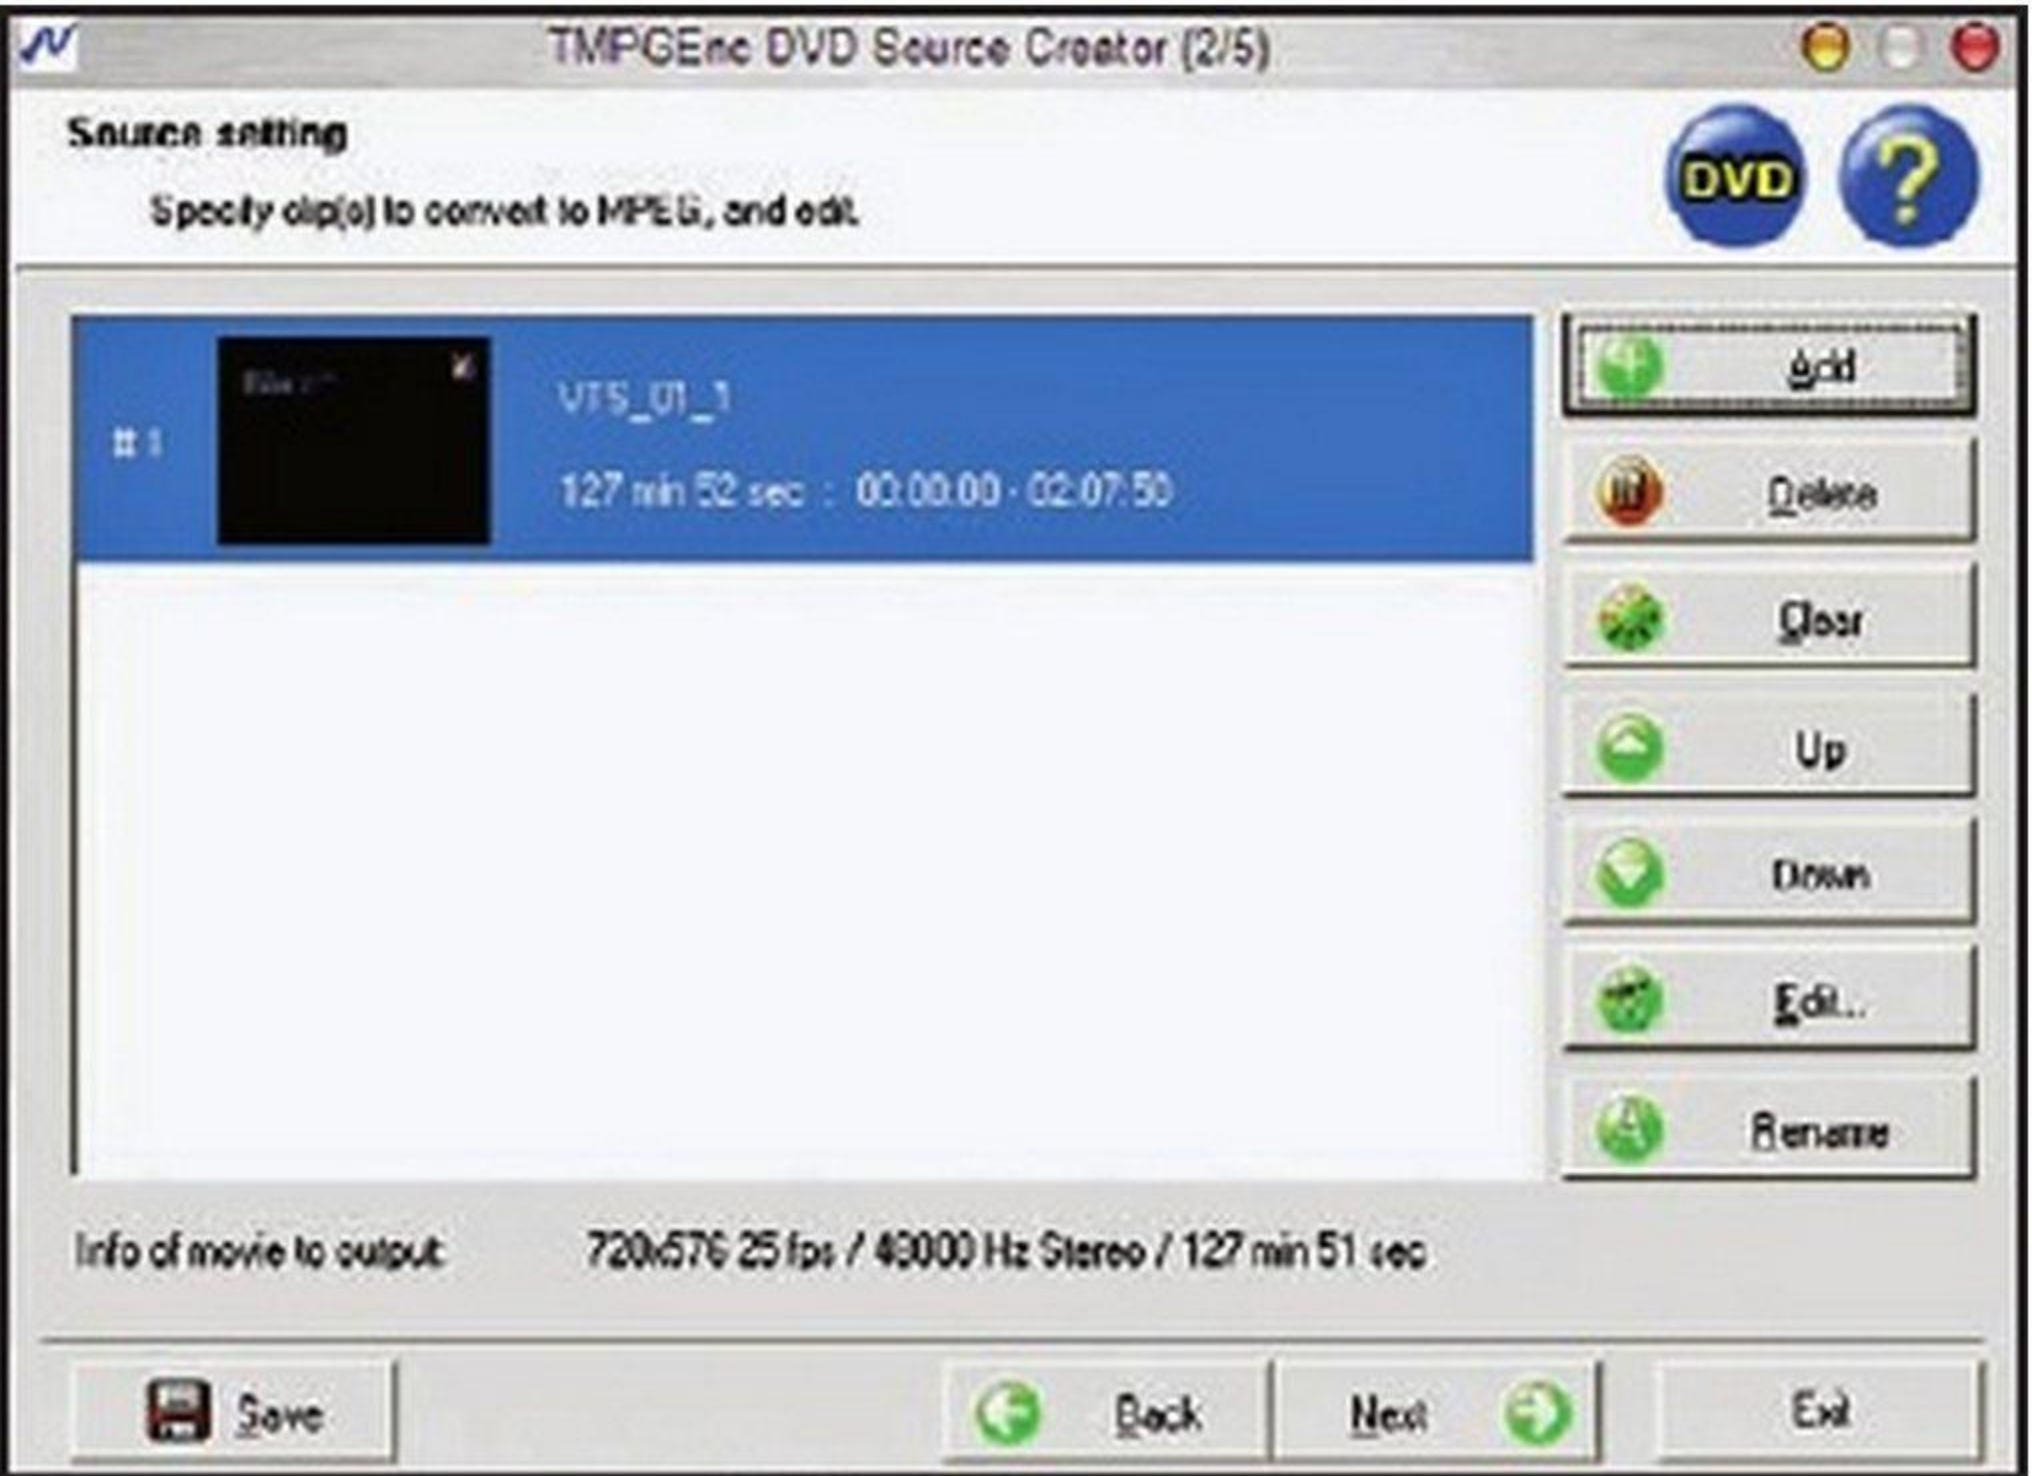 TMPGEnc DVD Source Creator (2/5)
Source setting
Specify clip(s) to convert to MPEG, and edit.
DVD ?
# 1
VTS_01_1
127 min 52 sec : 00:00:00 - 02:07:50
Add
Delete
Clear
Up
Down
Edit...
Rename
Info of movie to output: 720x576 25 fps / 48000 Hz Stereo / 127 min 51 sec
Save Back Next Exit